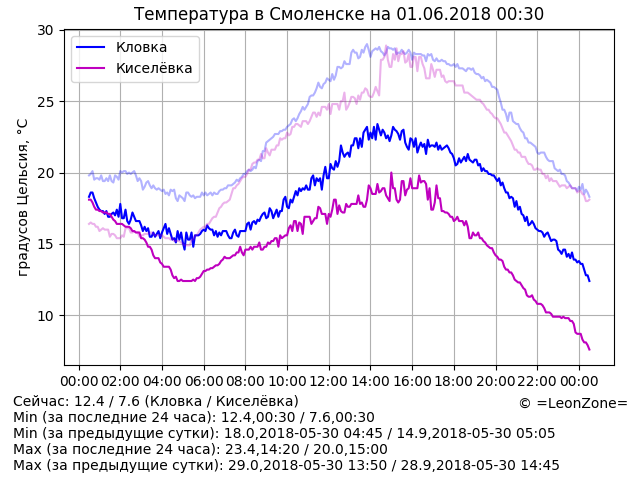 Температура в Смоленске на 01.06.2018 00:30
градусов Цельсия, °C
30
25
20
15
10
Кловка
Киселёвка
00:00 02:00 04:00 06:00 08:00 10:00 12:00 14:00 16:00 18:00 20:00 22:00 00:00
Сейчас: 12.4 / 7.6 (Кловка / Киселёвка)
© =LeonZone=
Min (за последние 24 часа): 12.4,00:30 / 7.6,00:30
Min (за предыдущие сутки): 18.0,2018-05-30 04:45 / 14.9,2018-05-30 05:05
Max (за последние 24 часа): 23.4,14:20 / 20.0,15:00
Max (за предыдущие сутки): 29.0,2018-05-30 13:50 / 28.9,2018-05-30 14:45